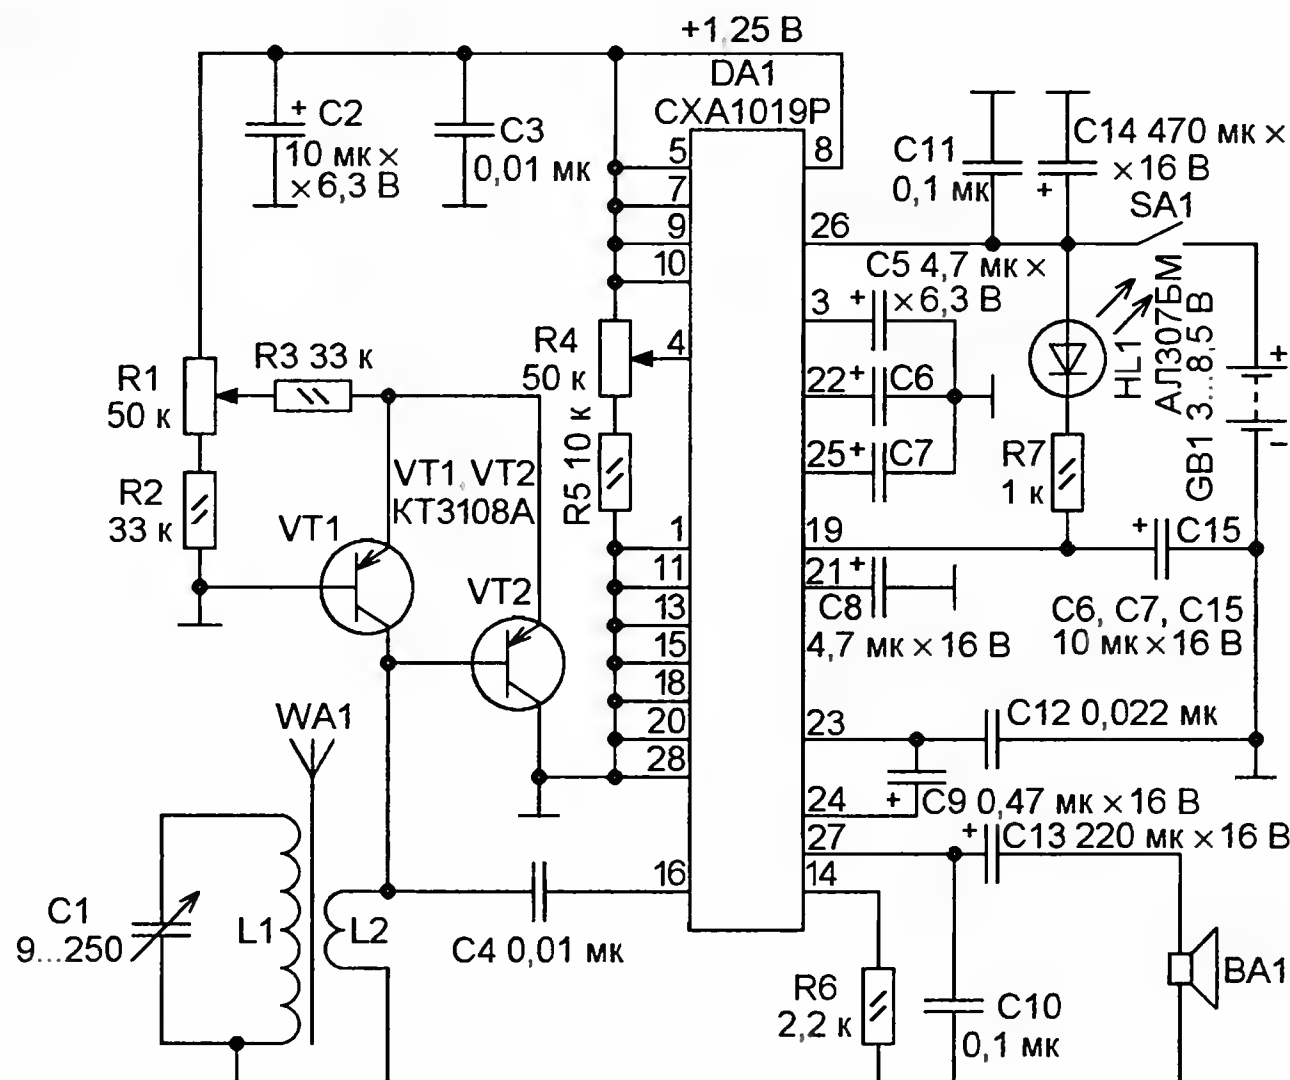 +1,25 В
DA1
CXA1019P
+ C2
10 мк ×
× 6,3 В
C3
0,01 мк
5
7
9
10
4
8
26
3
22
25
C11
0,1 мк
C14 470 мк ×
× 16 В
+
SA1
C5 4,7 мк ×
+ × 6,3 В
+ C6
+ C7
HL1
АЛ307БМ
GB1 3...8,5 В
+
−
R1
50 к
R3 33 к
R4
50 к
R5 10 к
R2
33 к
VT1, VT2
КТ3108А
VT1
VT2
R7
1 к
1
11
13
15
18
20
28
16
19
21
+
C8
4,7 мк × 16 В
+ C15
C6, C7, C15
10 мк × 16 В
23
C12 0,022 мк
24
+ C9 0,47 мк × 16 В
27
+ C13 220 мк × 16 В
14
WA1
C1
9...250
L1
L2
C4 0,01 мк
R6
2,2 к
C10
0,1 мк
BA1